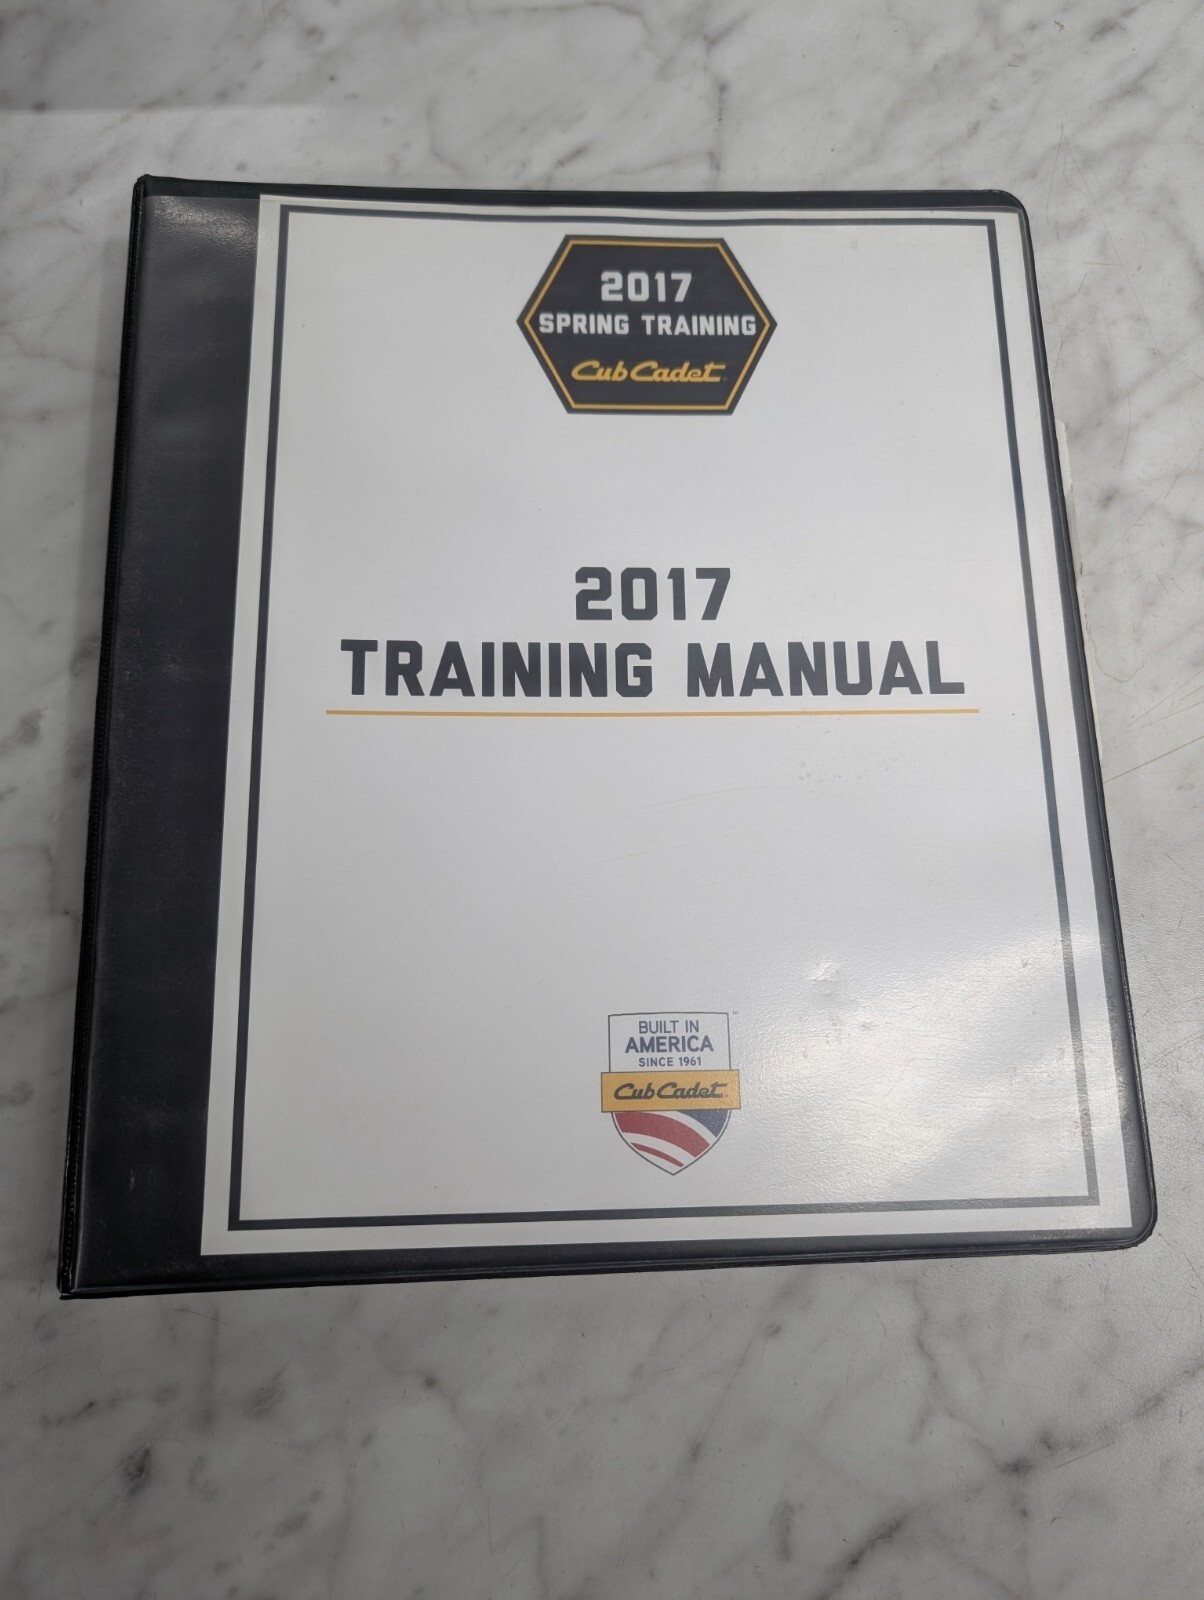 2017
SPRING TRAINING
Cub Cadet
2017
TRAINING MANUAL
BUILT IN
AMERICA
SINCE 1961
Cub Cadet